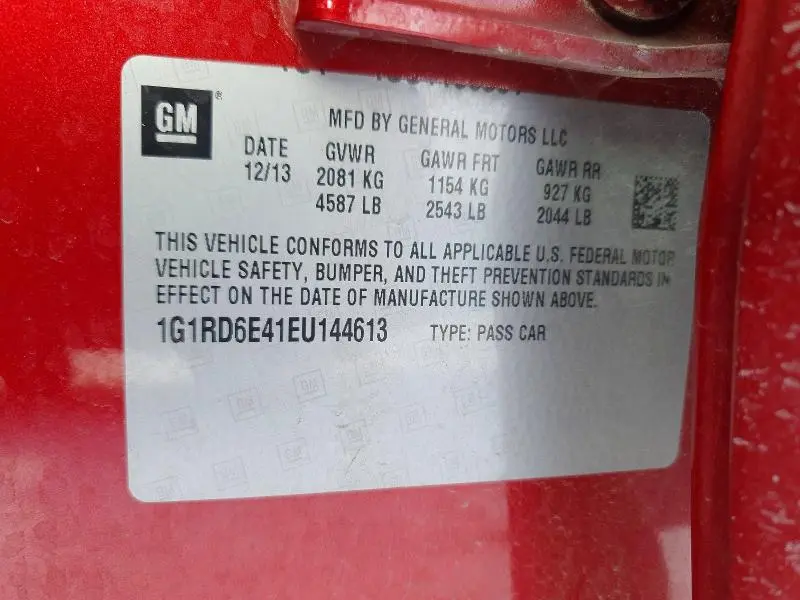 GM
MFD BY GENERAL MOTORS LLC
DATE GVWR GAWR FRT GAWR RR
12/13 2081 KG 1154 KG 927 KG
4587 LB 2543 LB 2044 LB
THIS VEHICLE CONFORMS TO ALL APPLICABLE U.S. FEDERAL MOTOR
VEHICLE SAFETY, BUMPER, AND THEFT PREVENTION STANDARDS IN
EFFECT ON THE DATE OF MANUFACTURE SHOWN ABOVE.
1G1RD6E41EU144613 TYPE: PASS CAR